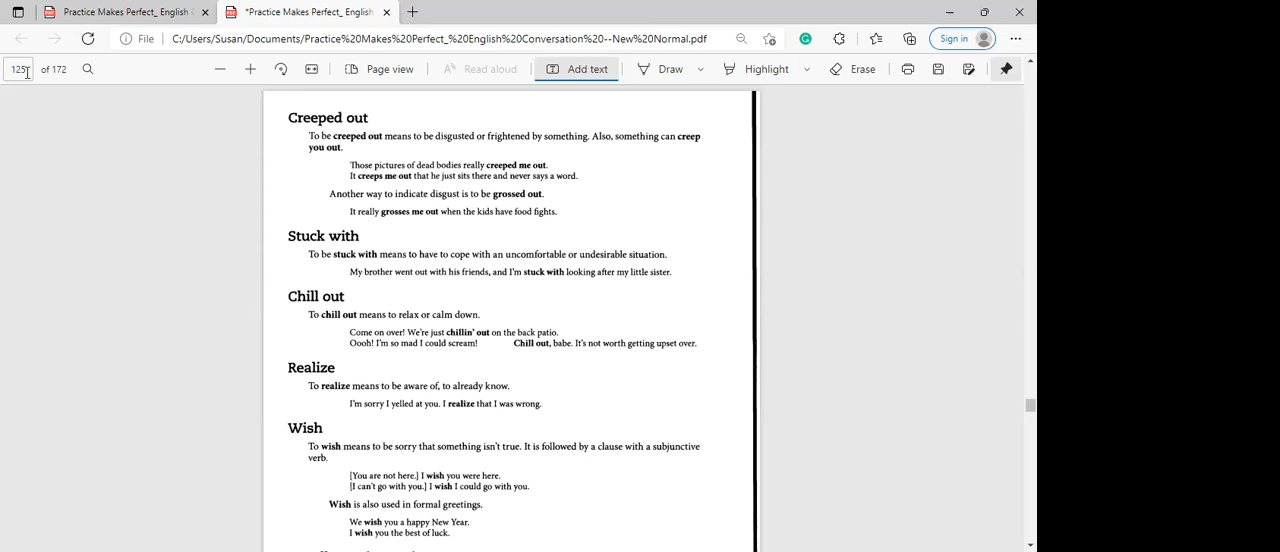 Practice Makes Perfect_ English C
*Practice Makes Perfect_ English
File
C:/Users/Susan/Documents/Practice%20Makes%20Perfect_%20English%20Conversation%20--New%20Normal.pdf
Sign in
125 of 172
Page view
Read aloud
Add text
Draw
Highlight
Erase
Creeped out
To be creeped out means to be disgusted or frightened by something. Also, something can creep
you out.
Those pictures of dead bodies really creeped me out.
It creeps me out that he just sits there and never says a word.
Another way to indicate disgust is to be grossed out.
It really grosses me out when the kids have food fights.
Stuck with
To be stuck with means to have to cope with an uncomfortable or undesirable situation.
My brother went out with his friends, and I'm stuck with looking after my little sister.
Chill out
To chill out means to relax or calm down.
Come on over! We're just chillin' out on the back patio.
Oooh! I'm so mad I could scream! Chill out, babe. It's not worth getting upset over.
Realize
To realize means to be aware of, to already know.
I'm sorry I yelled at you. I realize that I was wrong.
Wish
To wish means to be sorry that something isn't true. It is followed by a clause with a subjunctive
verb.
[You are not here.] I wish you were here.
[I can't go with you.] I wish I could go with you.
Wish is also used in formal greetings.
We wish you a happy New Year.
I wish you the best of luck.